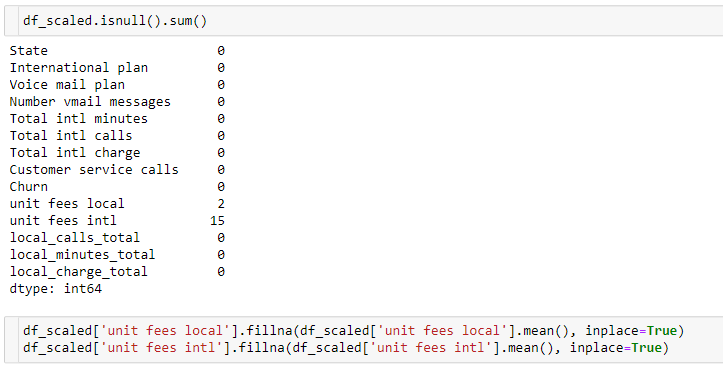 df_scaled.isnull().sum()
State 0
International plan 0
Voice mail plan 0
Number vmail messages 0
Total intl minutes 0
Total intl calls 0
Total intl charge 0
Customer service calls 0
Churn 0
unit fees local 2
unit fees intl 15
local_calls_total 0
local_minutes_total 0
local_charge_total 0
dtype: int64
df_scaled['unit fees local'].fillna(df_scaled['unit fees local'].mean(), inplace=True)
df_scaled['unit fees intl'].fillna(df_scaled['unit fees intl'].mean(), inplace=True)